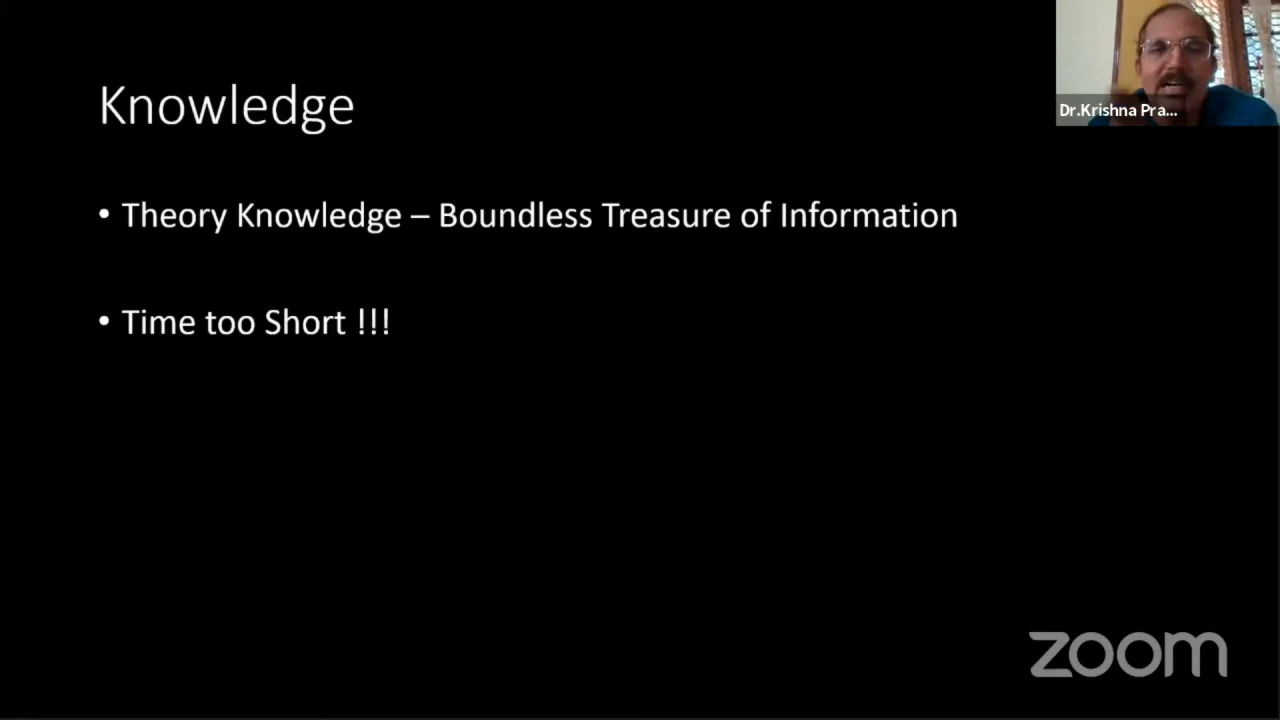 Knowledge
Dr.Krishna Pra...
• Theory Knowledge – Boundless Treasure of Information
• Time too Short !!!
zoom